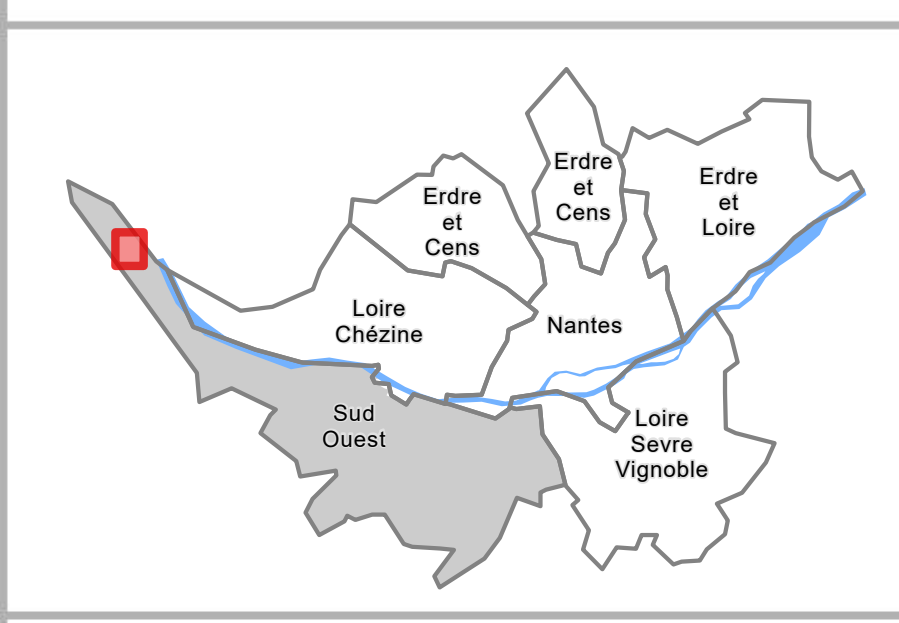 Erdre
et
Cens
Erdre
et
Loire
Erdre
et
Cens
Loire
Chézine
Nantes
Sud
Ouest
Loire
Sevre
Vignoble